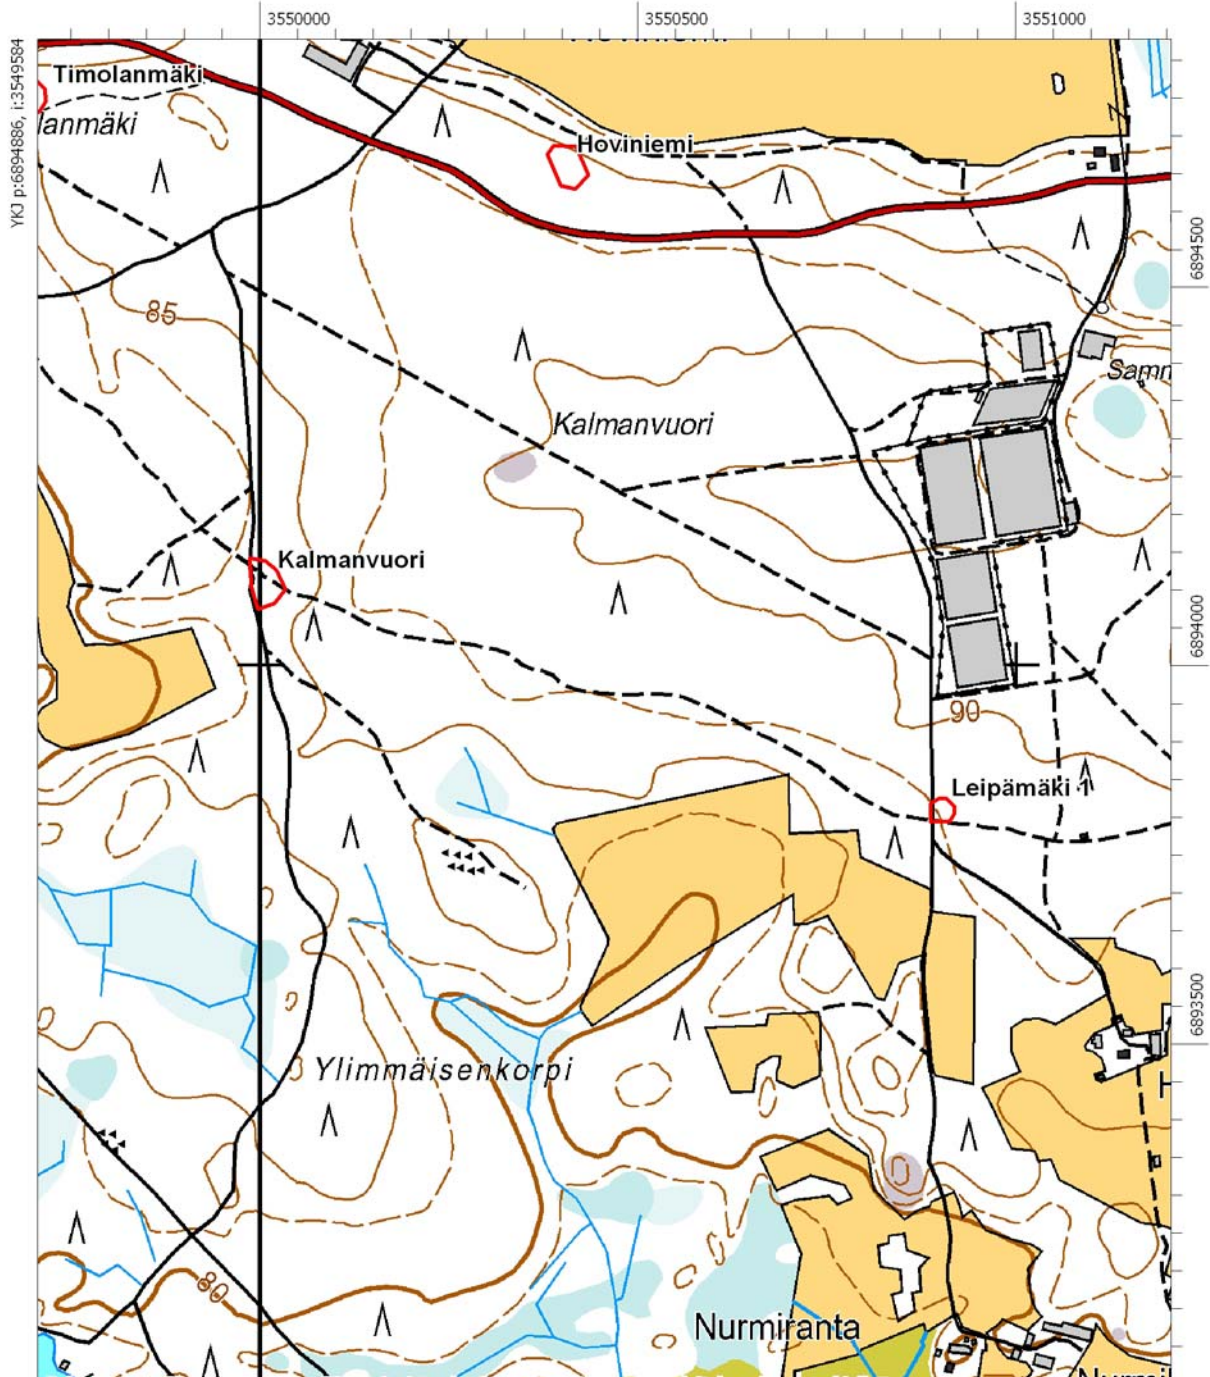 3550000
3550500
3551000
YKJ p:6894886, i:3549584
Timolanmäki
lanmäki
Hoviniemi
6894500
85
Samm
Kalmanvuori
Kalmanvuori
6894000
90
Leipämäki 1
6893500
Ylimmäisenkorpi
H
80
Nurmiranta